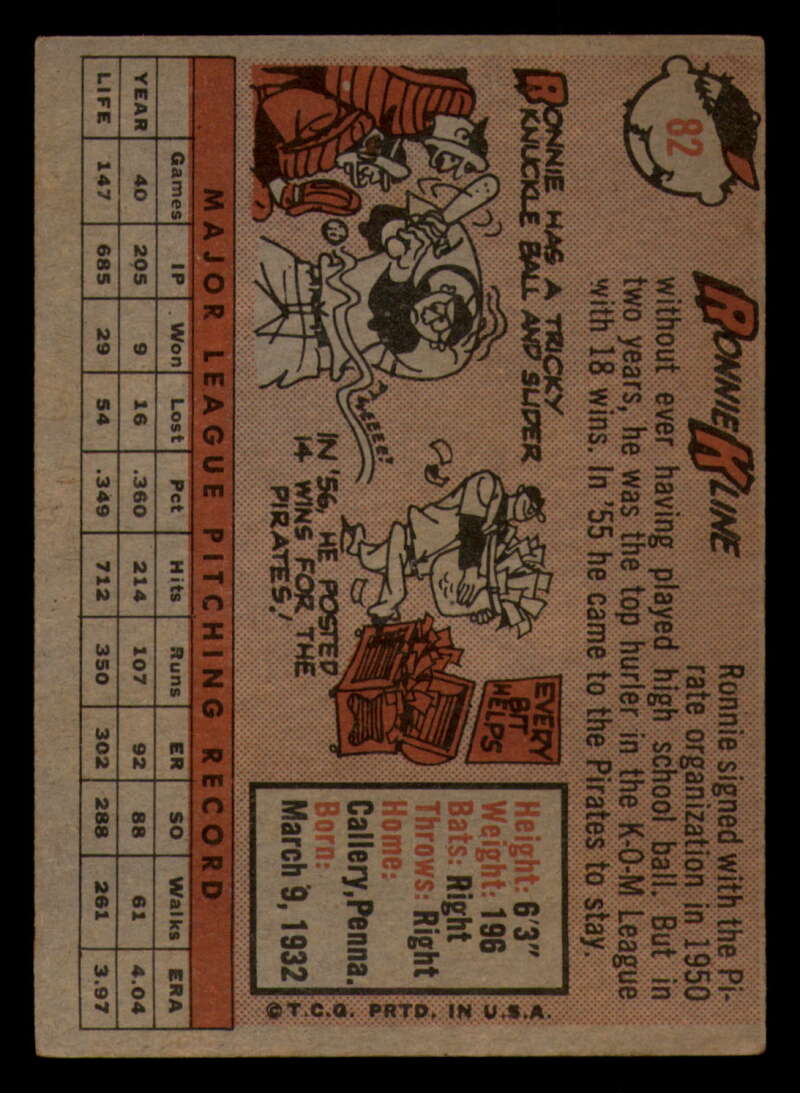 82
RONNIE KLINE
Ronnie signed with the Pi-
rate organization in 1950
without ever having played high school ball. But in
two years, he was the top hurler in the K-O-M League
with 18 wins. In '55 he came to the Pirates to stay.
RONNIE HAS A TRICKY
KNUCKLE BALL AND SLIDER
4-EEEE!
IN '56, HE POSTED
14 WINS FOR THE
PIRATES!
EVERY
BIT
HELPS
Height: 6'3"
Weight: 196
Bats: Right
Throws: Right
Home:
Callery, Penna.
Born:
March 9, 1932
© T.C.G. PRTD. IN U.S.A.
MAJOR LEAGUE PITCHING RECORD
Games IP Won Lost Pct Hits Runs ER SO Walks ERA
YEAR 40 205 9 16 .360 214 107 92 88 61 4.04
LIFE 147 685 29 54 .349 712 350 302 288 261 3.97